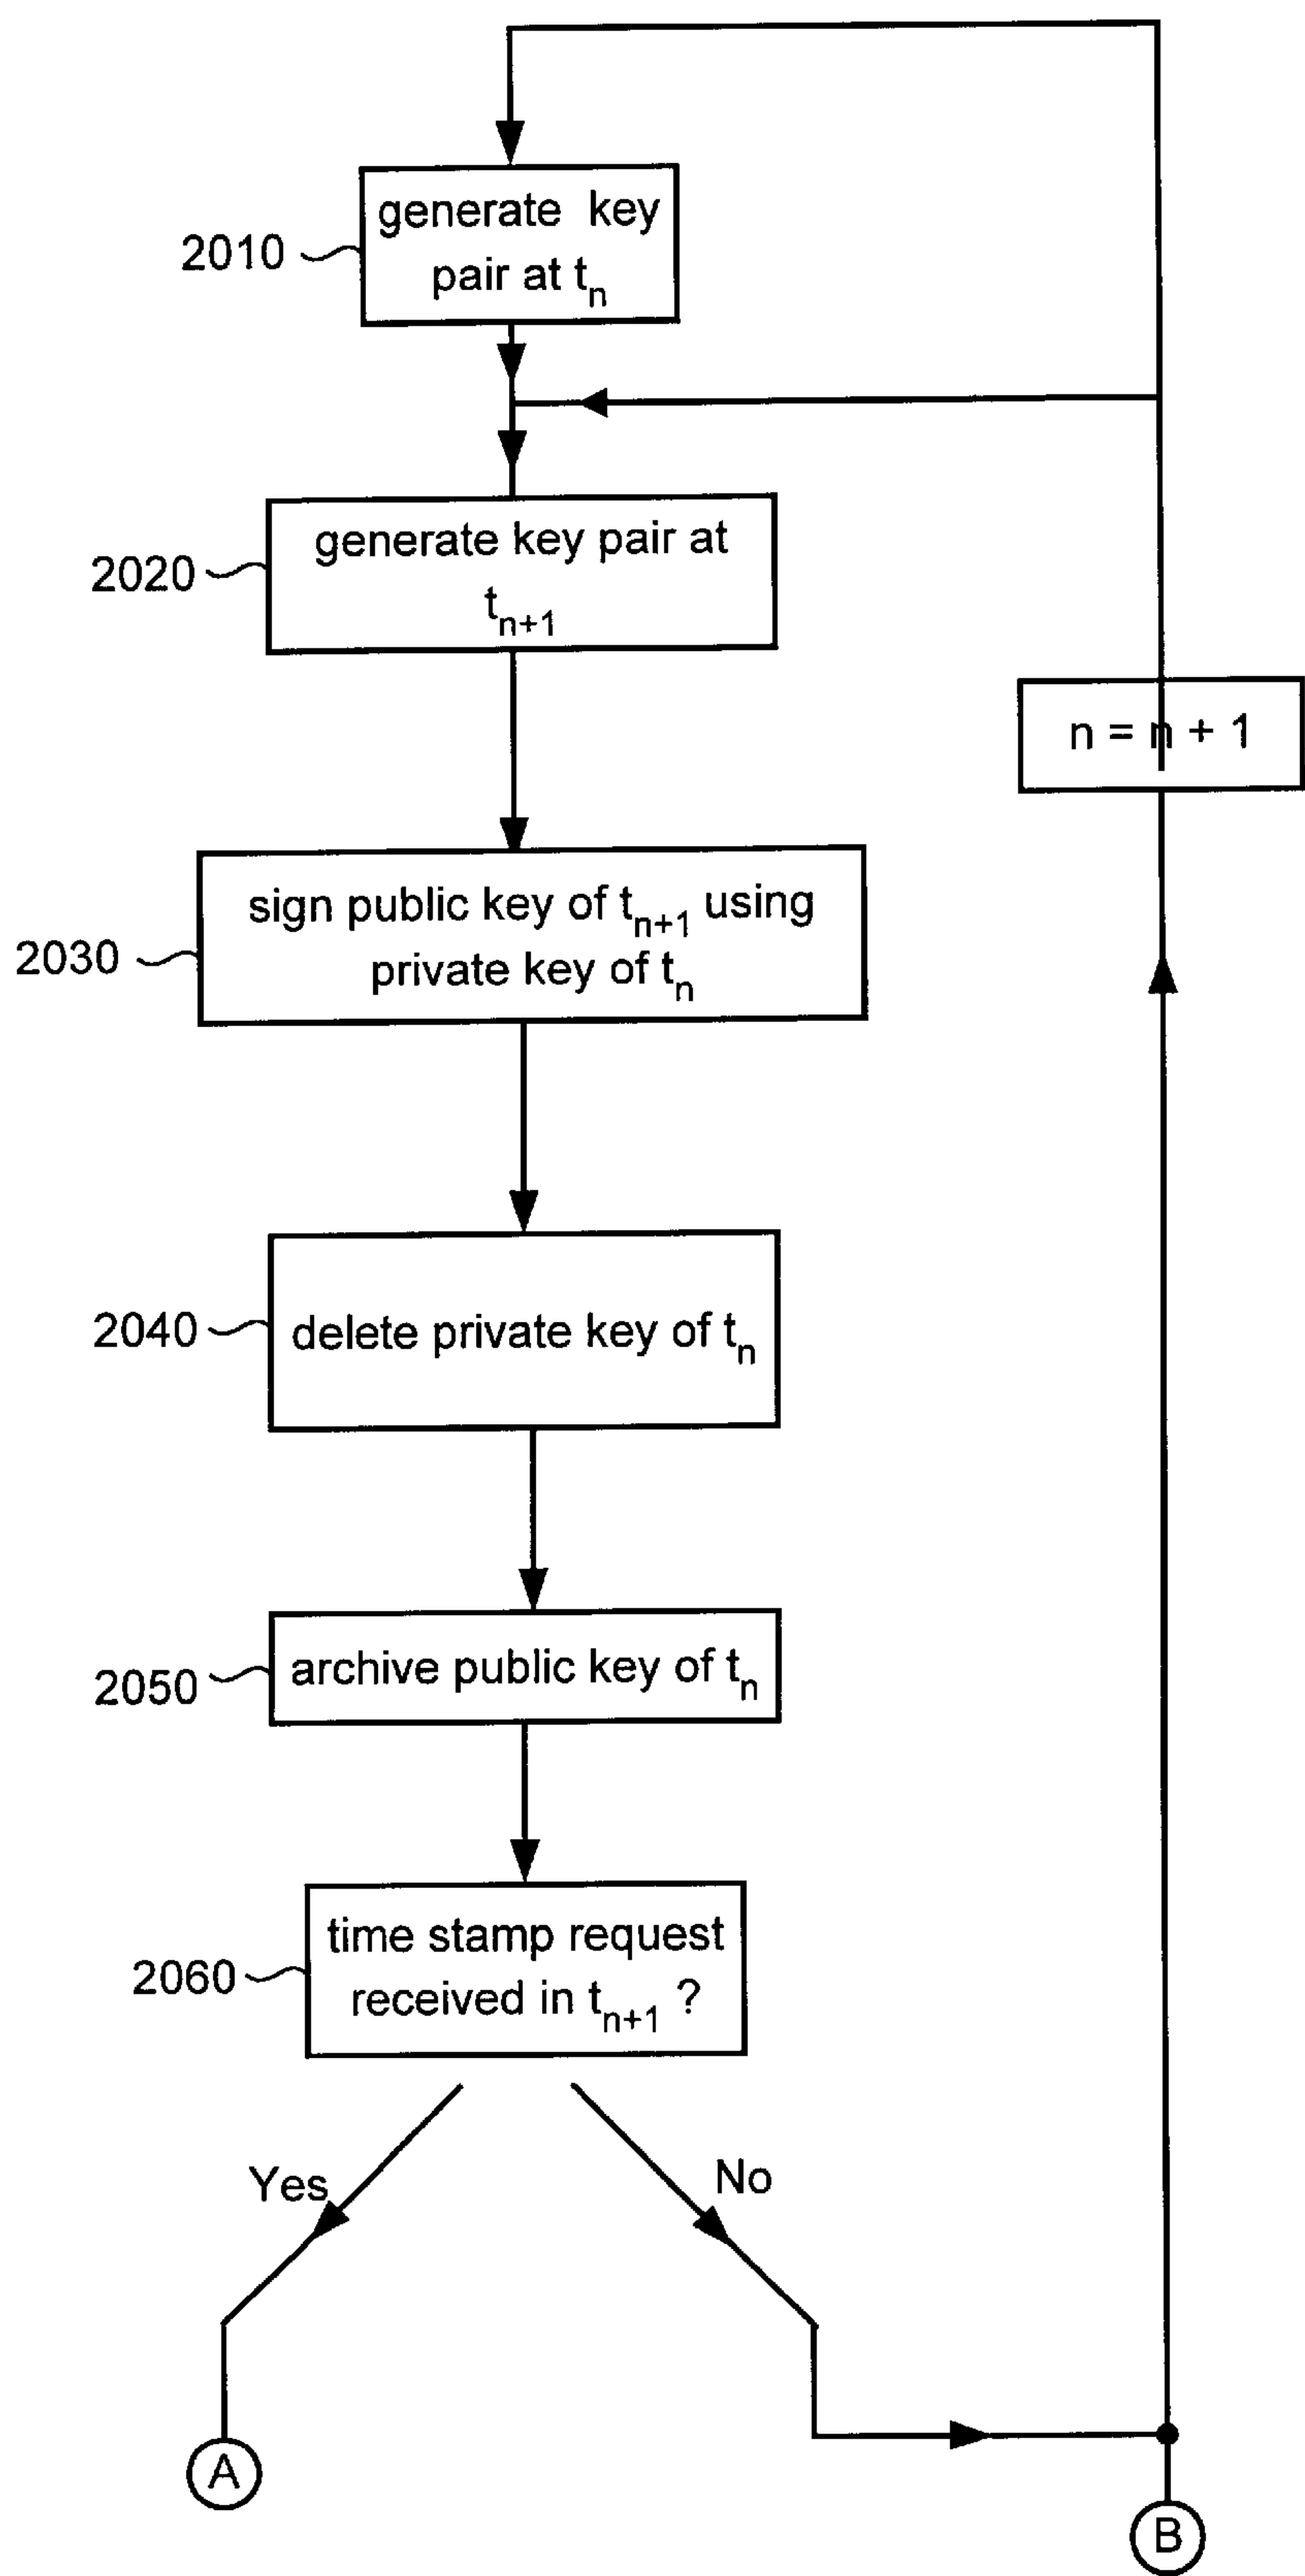 generate key
pair at tn
2010
generate key pair at
tn+1
2020
n = n + 1
sign public key of tn+1 using
private key of tn
2030
delete private key of tn
2040
archive public key of tn
2050
time stamp request
received in tn+1 ?
2060
Yes
No
A
B